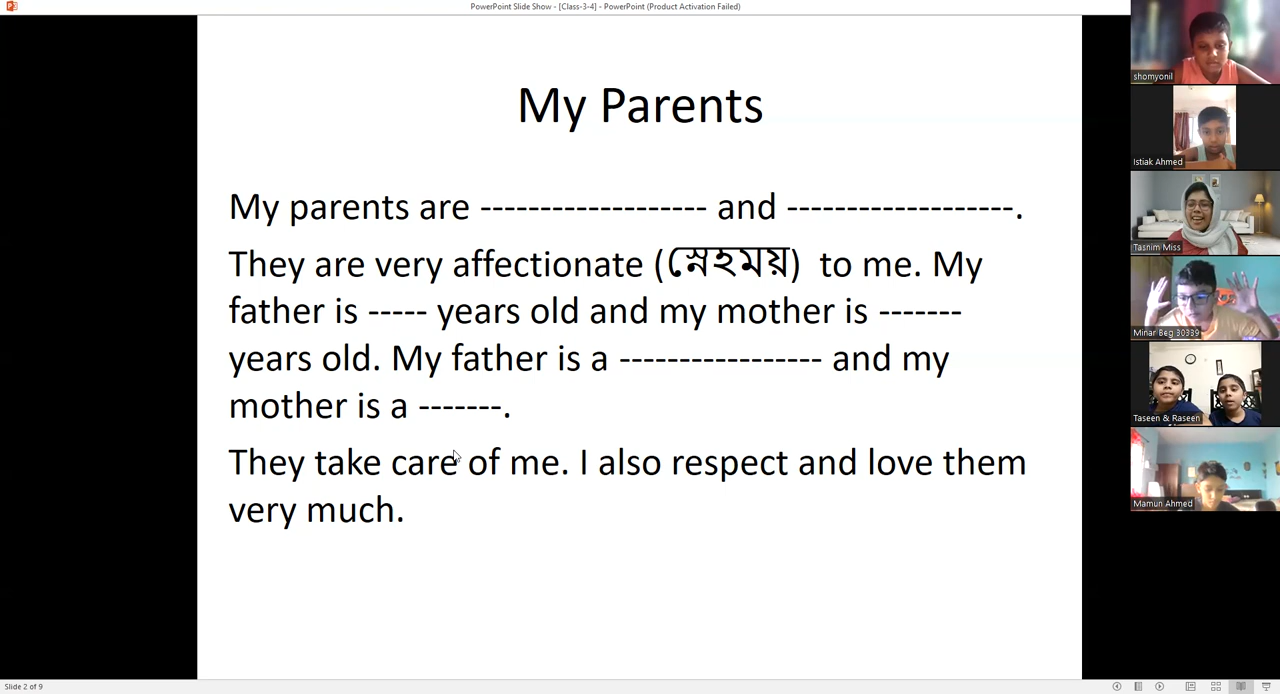 PowerPoint Slide Show - [Class-3-4] - PowerPoint (Product Activation Failed)
My Parents
My parents are ------------------- and -------------------.
They are very affectionate (স্নেহময়) to me. My
father is ----- years old and my mother is -------
years old. My father is a ----------------- and my
mother is a -------.
They take care of me. I also respect and love them
very much.
shomyonil
Istiak Ahmed
Tasnim Miss
Minar Beg 30339
Taseen & Raseen
Mamun Ahmed
Slide 2 of 9